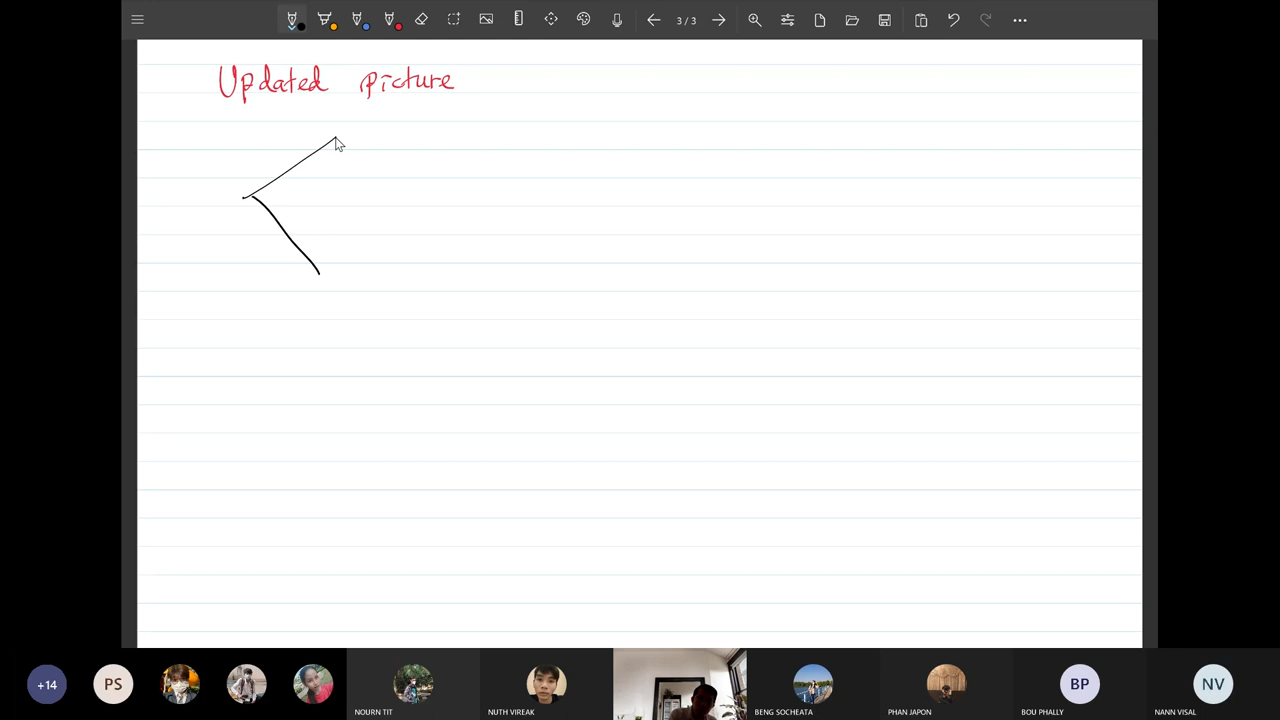 3 / 3
Updated picture
+14
PS
NOURN TIT
NUTH VIREAK
BENG SOCHEATA
PHAN JAPON
BP
BOU PHALLY
NV
NANN VISAL